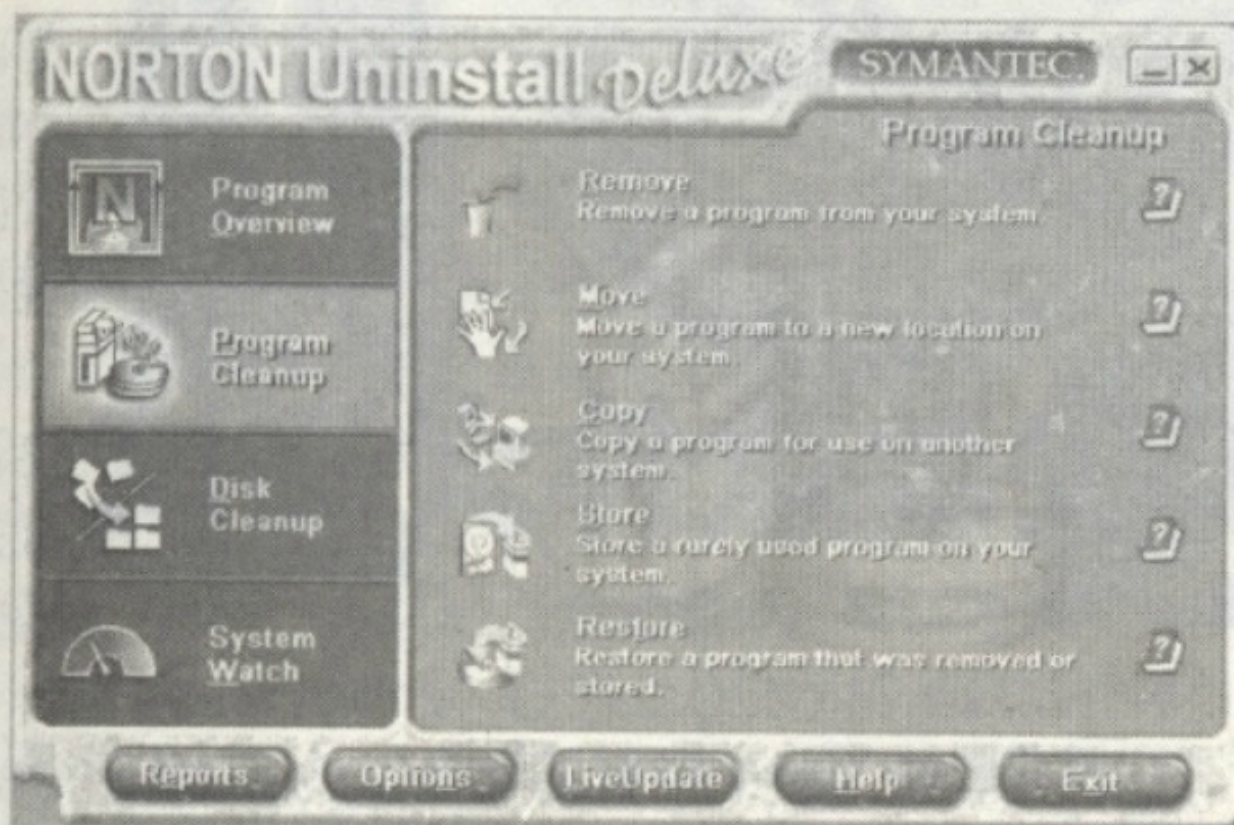 NORTON Uninstall Deluxe
SYMANTEC.
Program Cleanup
Program
Overview
Program
Cleanup
Disk
Cleanup
System
Watch
Remove
Remove a program from your system.
Move
Move a program to a new location on
your system.
Copy
Copy a program for use on another
system.
Store
Store a rarely used program on your
system.
Restore
Restore a program that was removed or
stored.
Reports
Options
LiveUpdate
Help
Exit